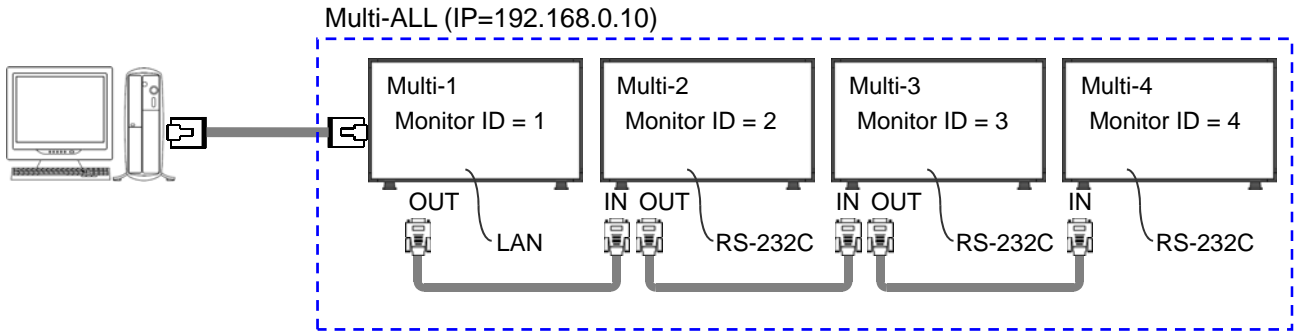 Multi-ALL (IP=192.168.0.10)
Multi-1 Multi-2 Multi-3 Multi-4
Monitor ID = 1 Monitor ID = 2 Monitor ID = 3 Monitor ID = 4
OUT IN OUT IN OUT IN
LAN RS-232C RS-232C RS-232C